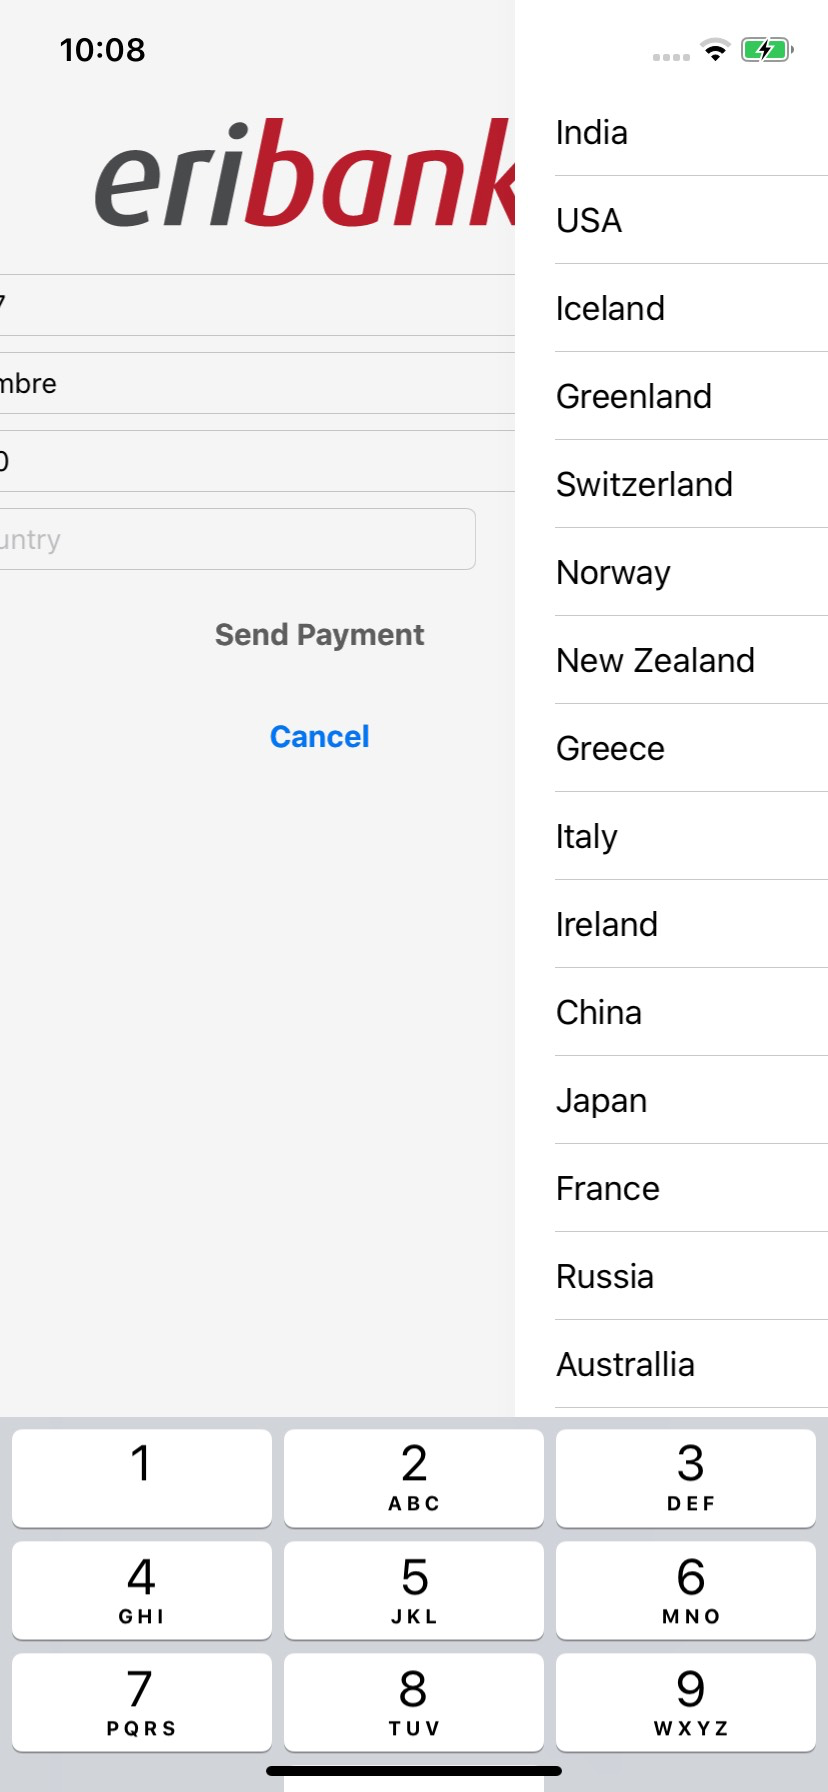 10:08
eribank
7
mbre
0
untry
Send Payment
Cancel
India
USA
Iceland
Greenland
Switzerland
Norway
New Zealand
Greece
Italy
Ireland
China
Japan
France
Russia
Australlia
1
2
ABC
3
DEF
4
GHI
5
JKL
6
MNO
7
PQRS
8
TUV
9
WXYZ